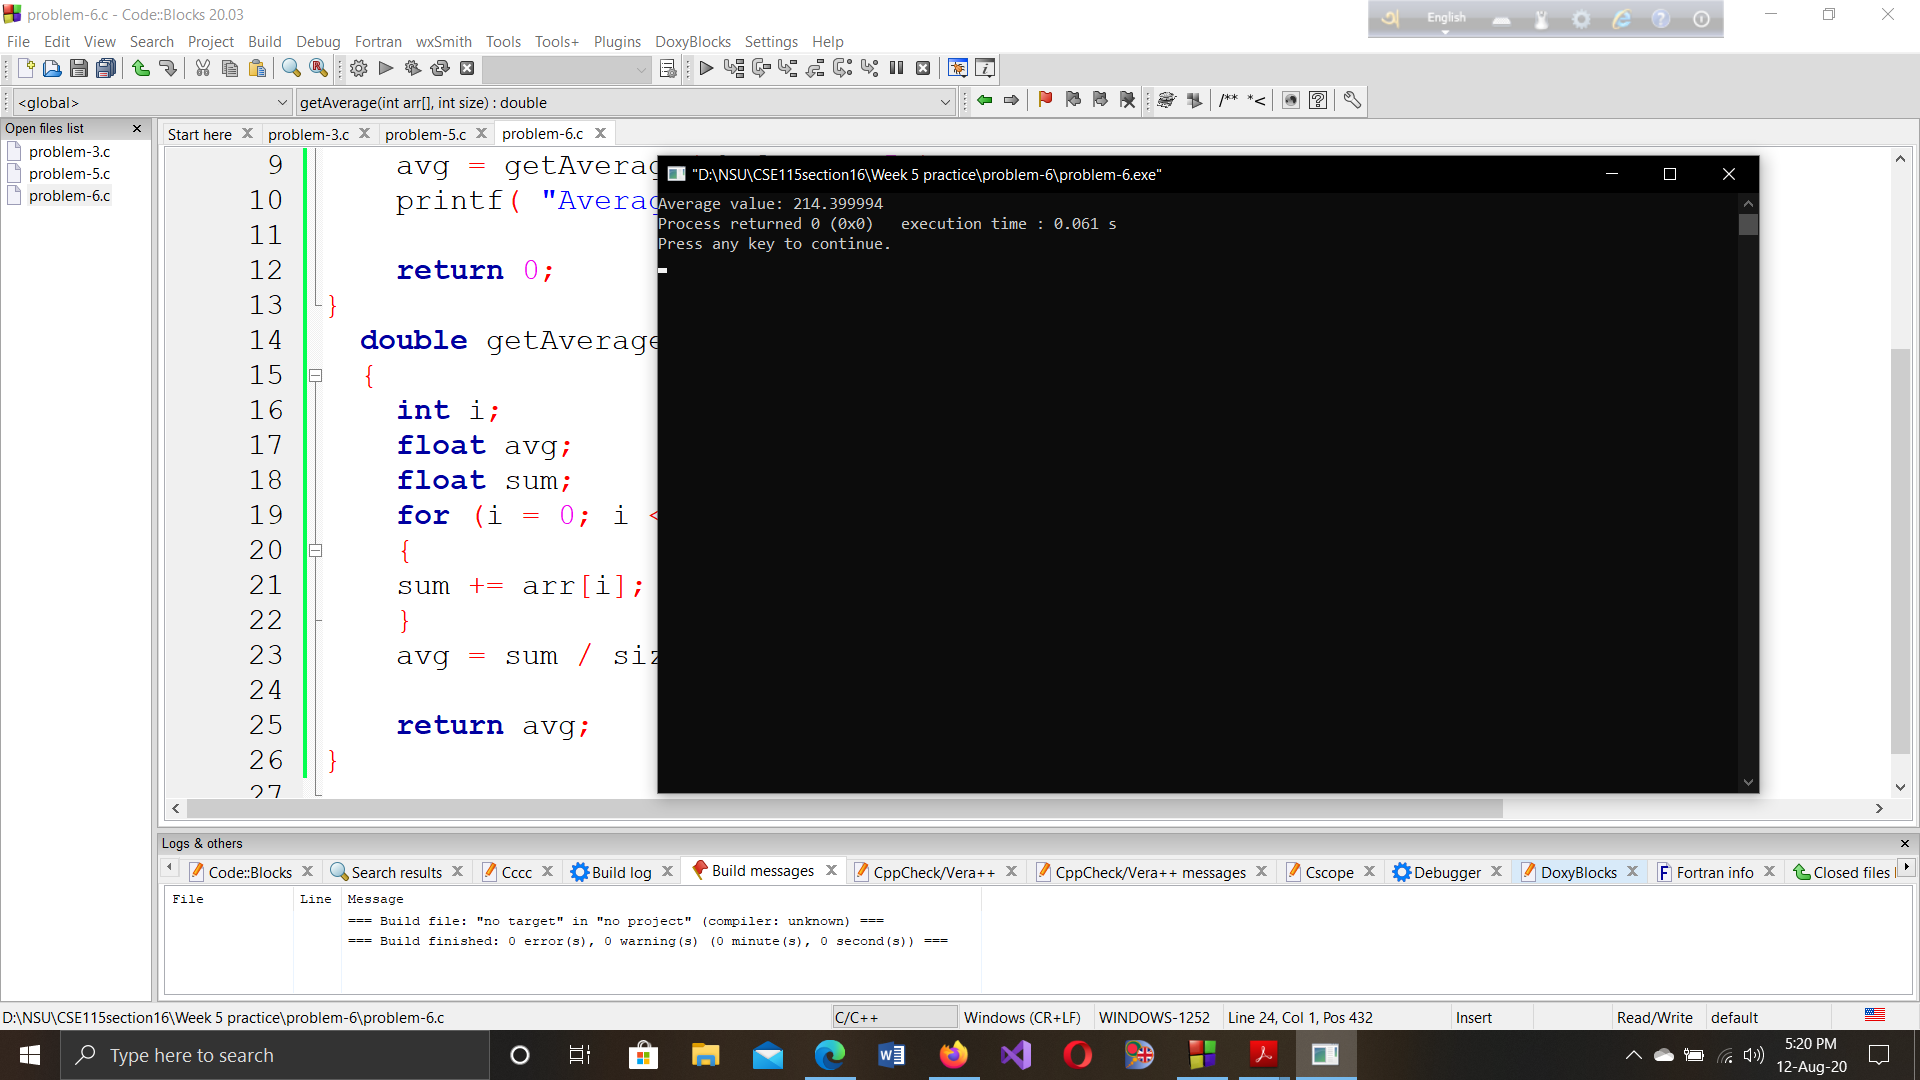 problem-6.c - Code::Blocks 20.03
English
File Edit View Search Project Build Debug Fortran wxSmith Tools Tools+ Plugins DoxyBlocks Settings Help
<global>
getAverage(int arr[], int size) : double
/** *<
Open files list
problem-3.c
problem-5.c
problem-6.c
Start here problem-3.c problem-5.c problem-6.c
9 avg = getAverag
10 printf( "Averag
11
12 return 0;
13 }
14 double getAverage
15 {
16 int i;
17 float avg;
18 float sum;
19 for (i = 0; i <
20 {
21 sum += arr[i];
22 }
23 avg = sum / siz
24
25 return avg;
26 }
27
"D:\NSU\CSE115section16\Week 5 practice\problem-6\problem-6.exe"
Average value: 214.399994
Process returned 0 (0x0) execution time : 0.061 s
Press any key to continue.
Logs & others
Code::Blocks Search results Cccc Build log Build messages CppCheck/Vera++ CppCheck/Vera++ messages Cscope Debugger DoxyBlocks Fortran info Closed files l
File Line Message
=== Build file: "no target" in "no project" (compiler: unknown) ===
=== Build finished: 0 error(s), 0 warning(s) (0 minute(s), 0 second(s)) ===
D:\NSU\CSE115section16\Week 5 practice\problem-6\problem-6.c C/C++ Windows (CR+LF) WINDOWS-1252 Line 24, Col 1, Pos 432 Insert Read/Write default
Type here to search
5:20 PM
12-Aug-20